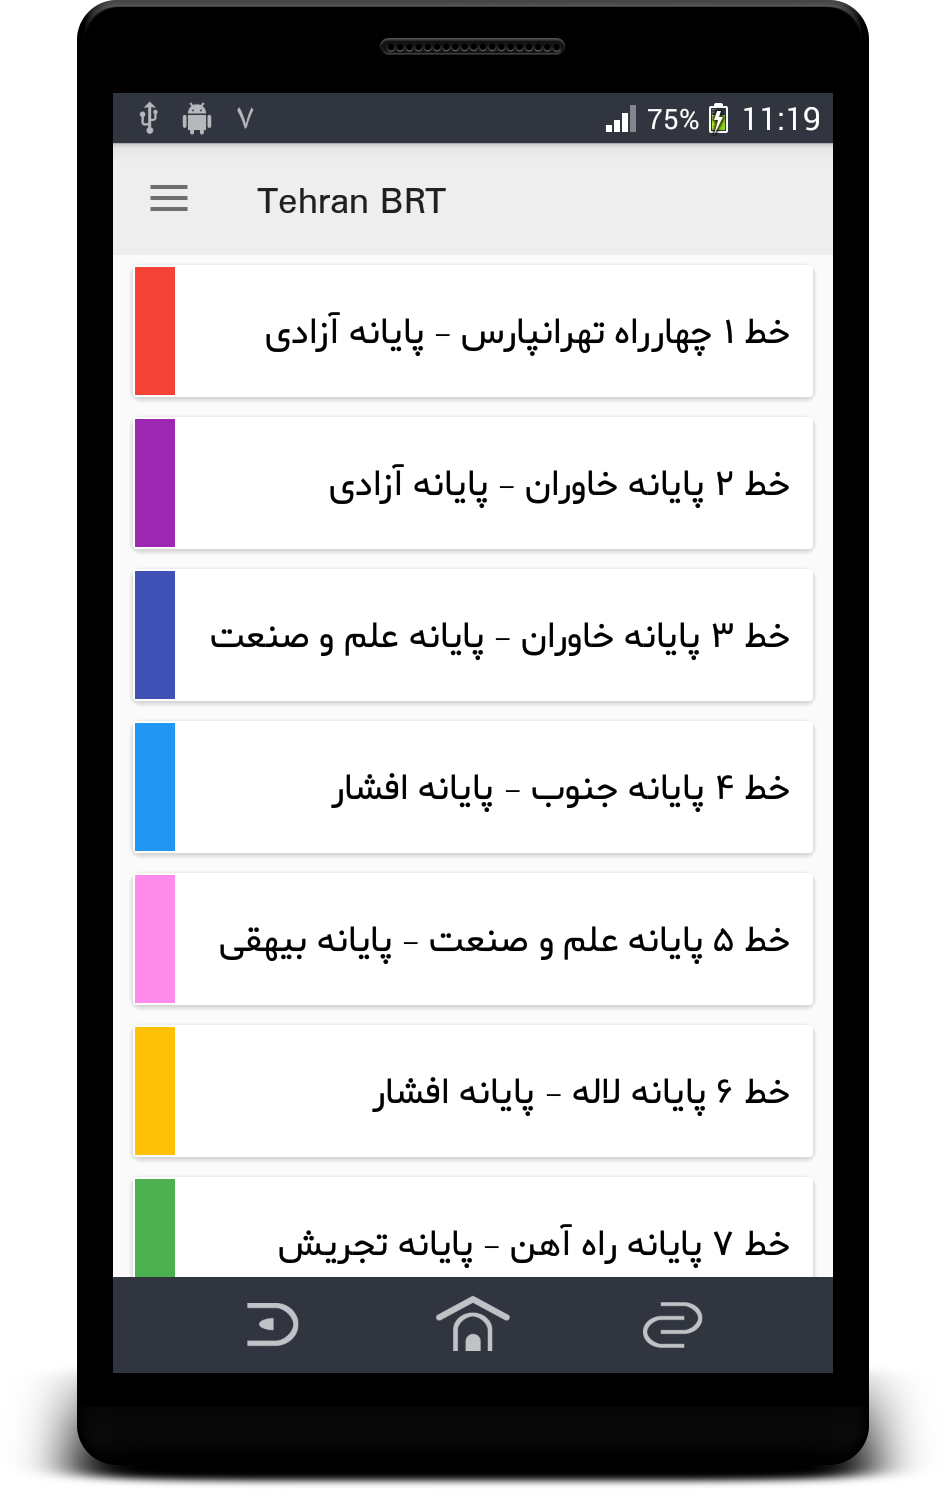 ۷ 75% 11:19
Tehran BRT
خط ۱ چهارراه تهرانپارس - پایانه آزادی
خط ۲ پایانه خاوران - پایانه آزادی
خط ۳ پایانه خاوران - پایانه علم و صنعت
خط ۴ پایانه جنوب - پایانه افشار
خط ۵ پایانه علم و صنعت - پایانه بیهقی
خط ۶ پایانه لاله - پایانه افشار
خط ۷ پایانه راه آهن - پایانه تجریش